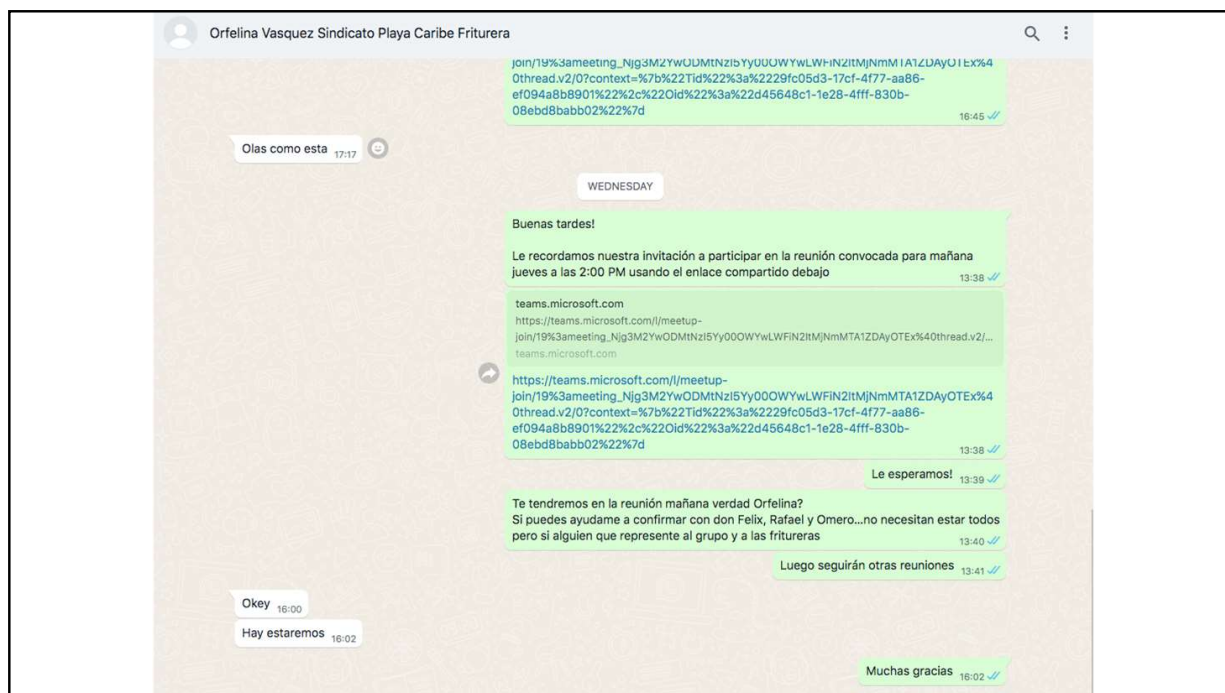 Orfelina Vasquez Sindicato Playa Caribe Friturera
join/19%3ameeting_Njg3M2YwODMtNzI5Yy00OWYwLWFiN2ItMjNmMTA1ZDAyOTEx%4
0thread.v2/0?context=%7b%22Tid%22%3a%2229fc05d3-17cf-4f77-aa86-
ef094a8b8901%22%2c%22Oid%22%3a%22d45648c1-1e28-4fff-830b-
08ebd8babb02%22%7d
16:45
Olas como esta 17:17
WEDNESDAY
Buenas tardes!
Le recordamos nuestra invitación a participar en la reunión convocada para mañana
jueves a las 2:00 PM usando el enlace compartido debajo
13:38
teams.microsoft.com
https://teams.microsoft.com/l/meetup-
join/19%3ameeting_Njg3M2YwODMtNzI5Yy00OWYwLWFiN2ItMjNmMTA1ZDAyOTEx%40thread.v2/...
teams.microsoft.com
https://teams.microsoft.com/l/meetup-
join/19%3ameeting_Njg3M2YwODMtNzI5Yy00OWYwLWFiN2ItMjNmMTA1ZDAyOTEx%4
0thread.v2/0?context=%7b%22Tid%22%3a%2229fc05d3-17cf-4f77-aa86-
ef094a8b8901%22%2c%22Oid%22%3a%22d45648c1-1e28-4fff-830b-
08ebd8babb02%22%7d
13:38
Le esperamos! 13:39
Te tendremos en la reunión mañana verdad Orfelina?
Si puedes ayudame a confirmar con don Felix, Rafael y Omero...no necesitan estar todos
pero si alguien que represente al grupo y a las fritureras
13:40
Luego seguirán otras reuniones 13:41
Okey 16:00
Hay estaremos 16:02
Muchas gracias 16:02